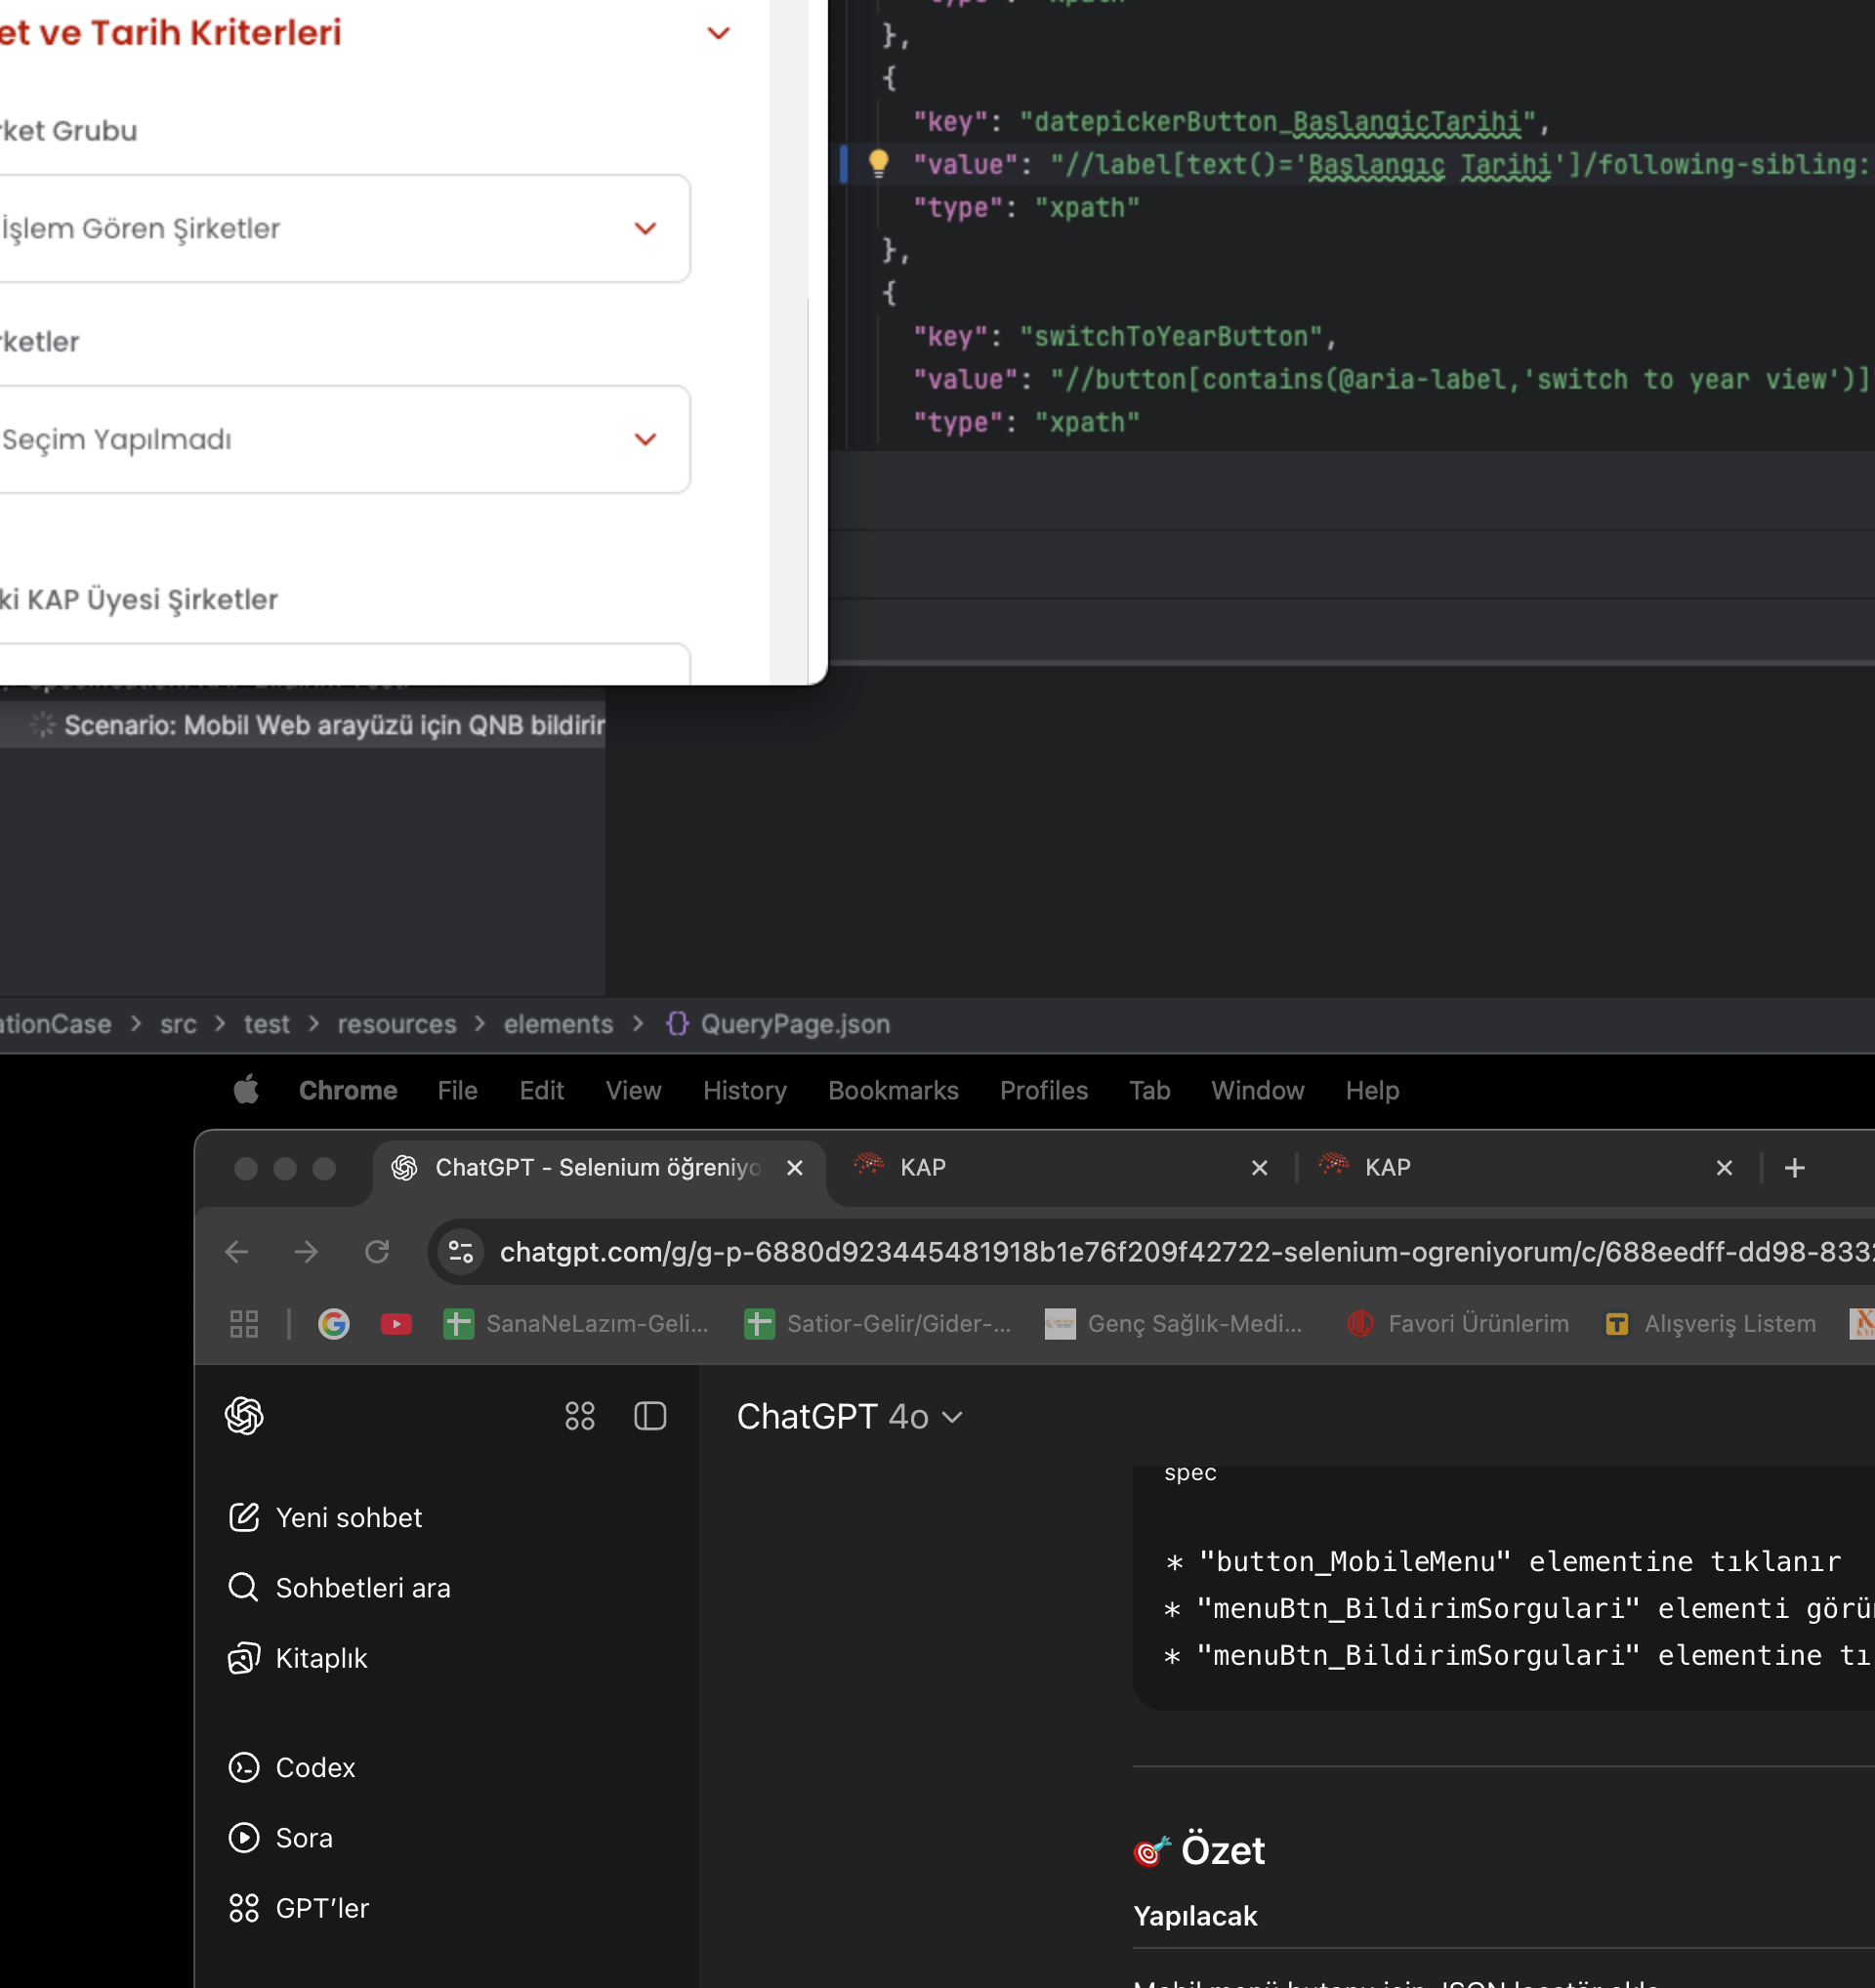 et ve Tarih Kriterleri
rket Grubu
İşlem Gören Şirketler
rketler
Seçim Yapılmadı
ki KAP Üyesi Şirketler
},
{
"key": "datepickerButton_BaslangicTarihi",
"value": "//label[text()='Başlangıç Tarihi']/following-sibling:
"type": "xpath"
},
{
"key": "switchToYearButton",
"value": "//button[contains(@aria-label,'switch to year view')]
"type": "xpath"
Scenario: Mobil Web arayüzü için QNB bildirir
ationCase > src > test > resources > elements > {} QueryPage.json
Chrome File Edit View History Bookmarks Profiles Tab Window Help
ChatGPT - Selenium öğreniyo
KAP
KAP
chatgpt.com/g/g-p-6880d923445481918b1e76f209f42722-selenium-ogreniyorum/c/688eedff-dd98-833
SanaNeLazım-Geli... Satior-Gelir/Gider-... Genç Sağlık-Medi... Favori Ürünlerim Alışveriş Listem
ChatGPT 4o
Yeni sohbet
Sohbetleri ara
Kitaplık
Codex
Sora
GPT'ler
spec
* "button_MobileMenu" elementine tıklanır
* "menuBtn_BildirimSorgulari" elementi görü
* "menuBtn_BildirimSorgulari" elementine tı
🎯 Özet
Yapılacak